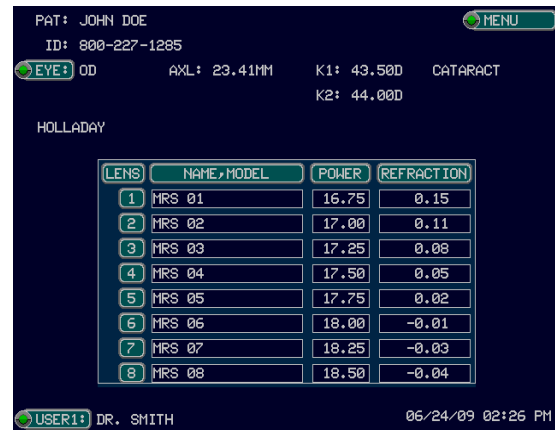 PAT: JOHN DOE MENU
ID: 800-227-1285
EYE: OD AXL: 23.41MM K1: 43.50D CATARACT
K2: 44.00D
HOLLADAY
LENS NAME,MODEL POWER REFRACTION
1 MRS 01 16.75 0.15
2 MRS 02 17.00 0.11
3 MRS 03 17.25 0.08
4 MRS 04 17.50 0.05
5 MRS 05 17.75 0.02
6 MRS 06 18.00 -0.01
7 MRS 07 18.25 -0.03
8 MRS 08 18.50 -0.04
USER1: DR. SMITH 06/24/09 02:26 PM